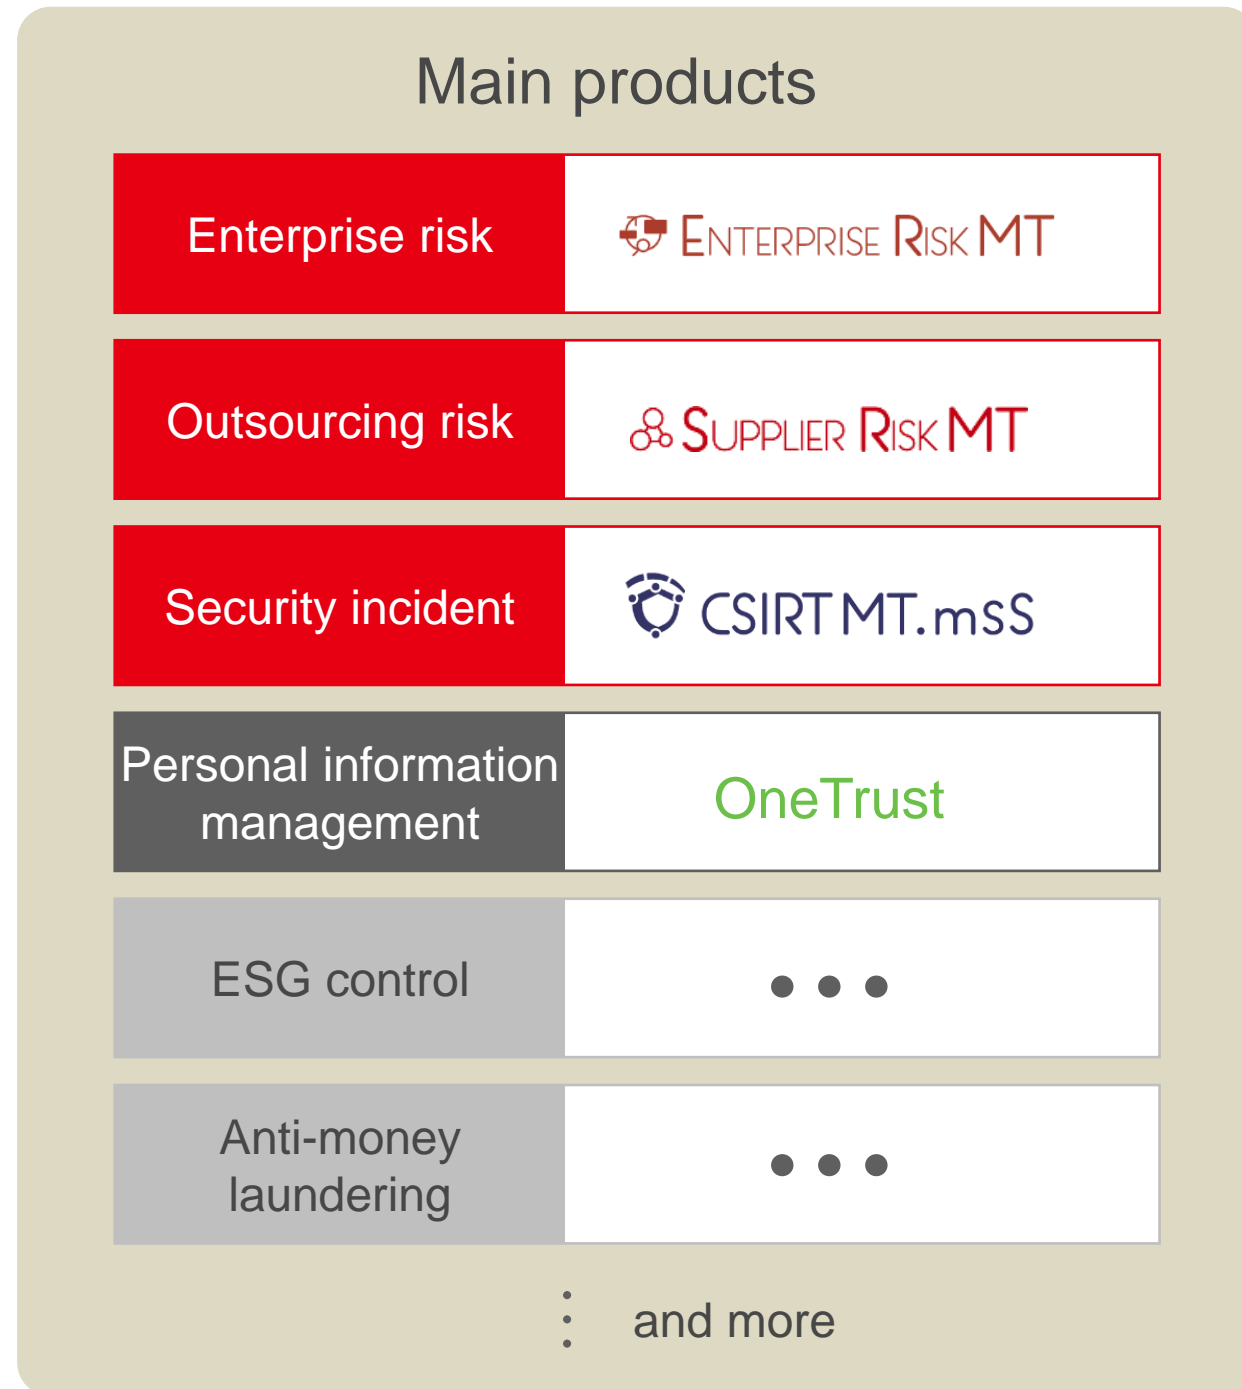 Main products
Enterprise risk
ENTERPRISE RISK MT
Outsourcing risk
SUPPLIER RISK MT
Security incident
CSIRT MT.mss
Personal information
management
OneTrust
ESG control
•••
Anti-money
laundering
•••
and more